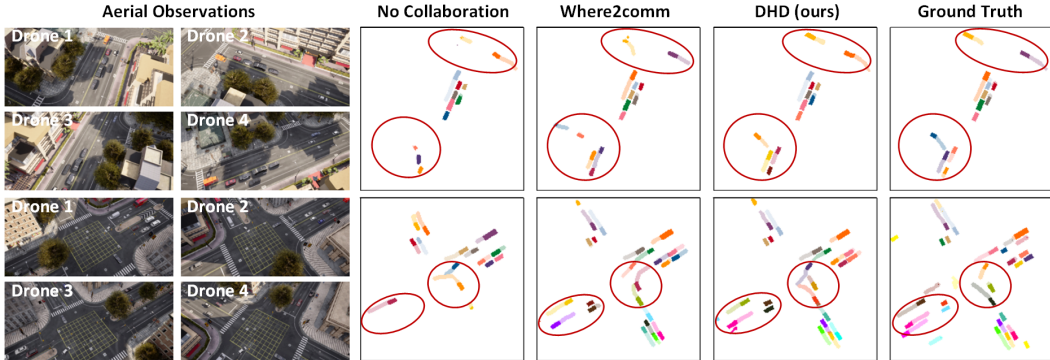 Aerial Observations
No Collaboration
Where2comm
DHD (ours)
Ground Truth
Drone 1
Drone 2
Drone 3
Drone 4
Drone 1
Drone 2
Drone 3
Drone 4